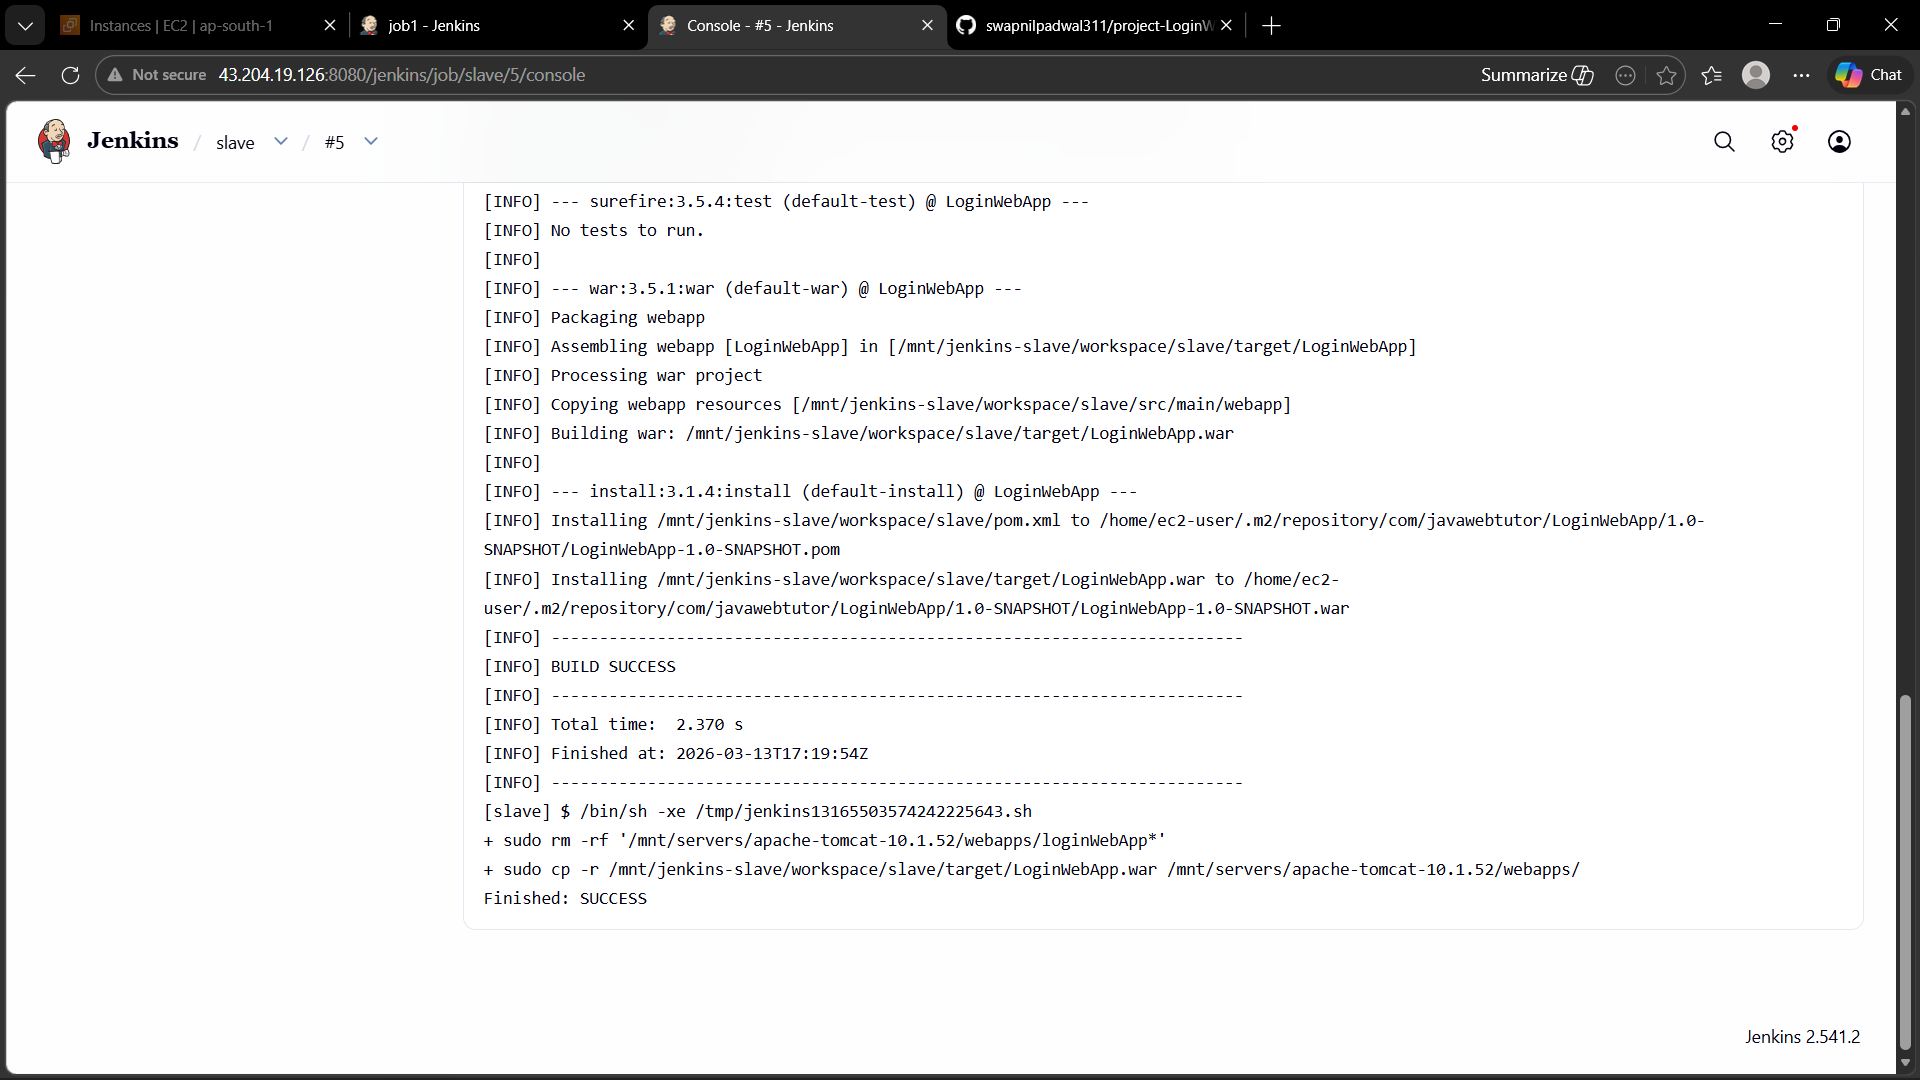 Instances | EC2 | ap-south-1
job1 - Jenkins
Console - #5 - Jenkins
swapnilpadwal311/project-LoginW
Not secure
43.204.19.126:8080/jenkins/job/slave/5/console
Summarize
Chat
Jenkins / slave / #5
[INFO] --- surefire:3.5.4:test (default-test) @ LoginWebApp ---
[INFO] No tests to run.
[INFO]
[INFO] --- war:3.5.1:war (default-war) @ LoginWebApp ---
[INFO] Packaging webapp
[INFO] Assembling webapp [LoginWebApp] in [/mnt/jenkins-slave/workspace/slave/target/LoginWebApp]
[INFO] Processing war project
[INFO] Copying webapp resources [/mnt/jenkins-slave/workspace/slave/src/main/webapp]
[INFO] Building war: /mnt/jenkins-slave/workspace/slave/target/LoginWebApp.war
[INFO]
[INFO] --- install:3.1.4:install (default-install) @ LoginWebApp ---
[INFO] Installing /mnt/jenkins-slave/workspace/slave/pom.xml to /home/ec2-user/.m2/repository/com/javawebtutor/LoginWebApp/1.0-
SNAPSHOT/LoginWebApp-1.0-SNAPSHOT.pom
[INFO] Installing /mnt/jenkins-slave/workspace/slave/target/LoginWebApp.war to /home/ec2-
user/.m2/repository/com/javawebtutor/LoginWebApp/1.0-SNAPSHOT/LoginWebApp-1.0-SNAPSHOT.war
[INFO] ------------------------------------------------------------------------
[INFO] BUILD SUCCESS
[INFO] ------------------------------------------------------------------------
[INFO] Total time:  2.370 s
[INFO] Finished at: 2026-03-13T17:19:54Z
[INFO] ------------------------------------------------------------------------
[slave] $ /bin/sh -xe /tmp/jenkins13165503574242225643.sh
+ sudo rm -rf '/mnt/servers/apache-tomcat-10.1.52/webapps/loginWebApp*'
+ sudo cp -r /mnt/jenkins-slave/workspace/slave/target/LoginWebApp.war /mnt/servers/apache-tomcat-10.1.52/webapps/
Finished: SUCCESS
Jenkins 2.541.2